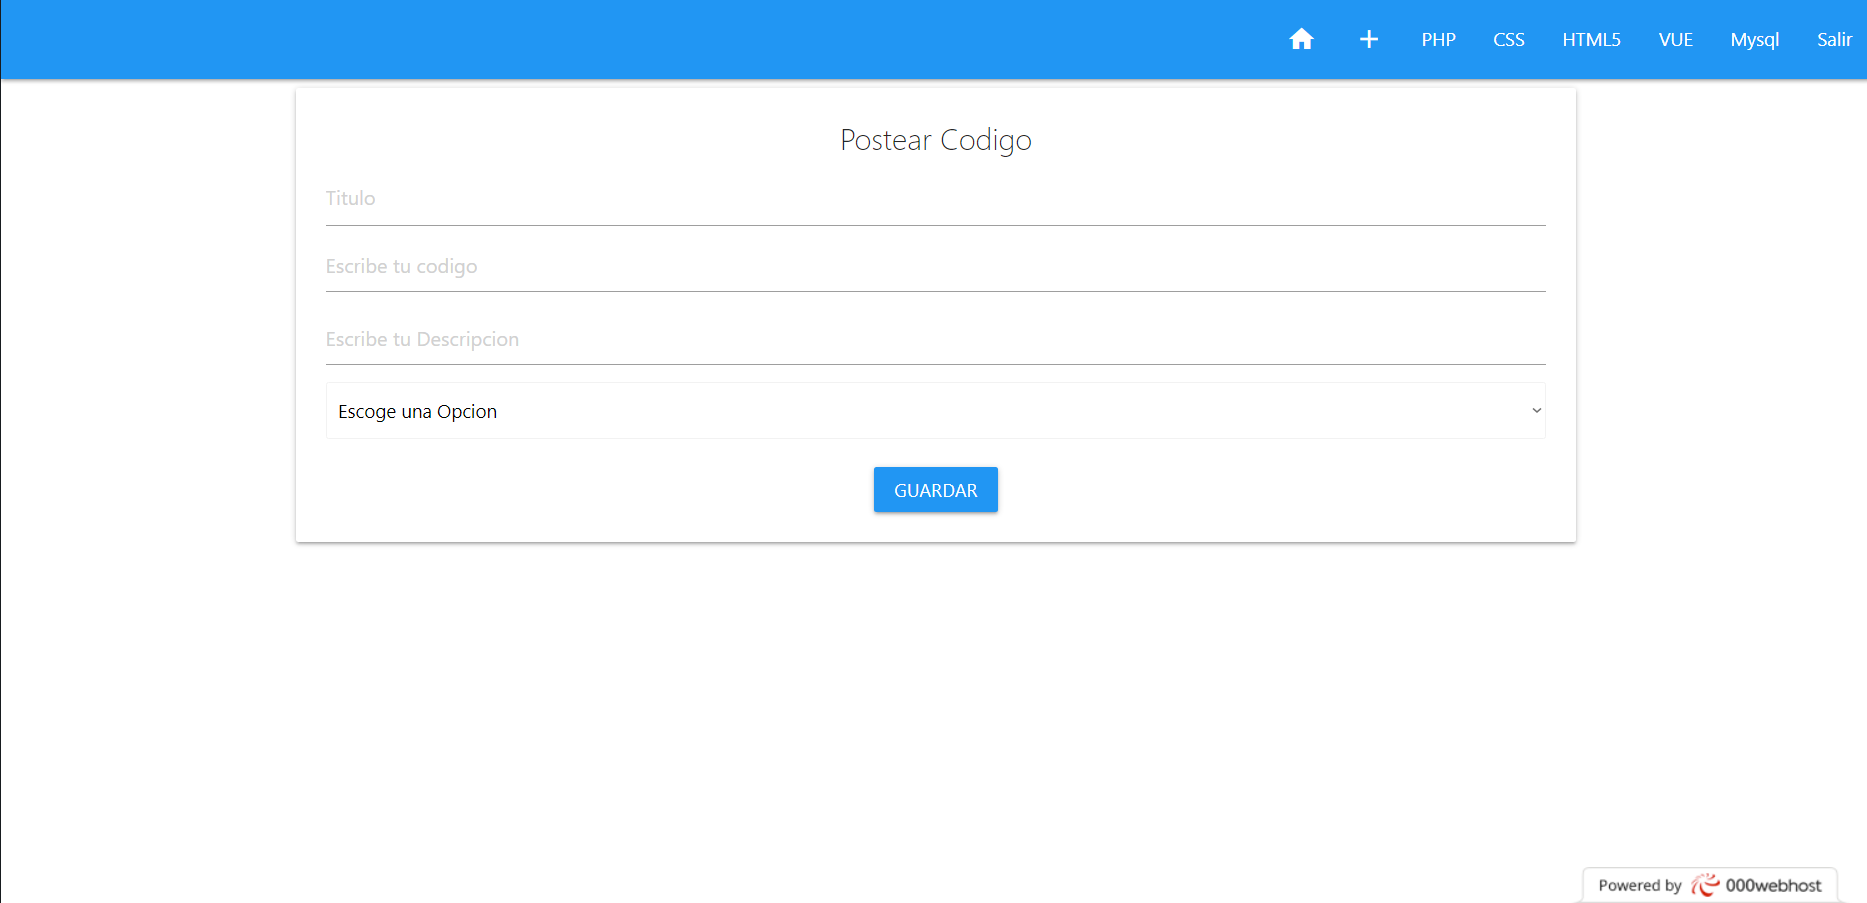 PHP CSS HTML5 VUE Mysql Salir
Postear Codigo
Titulo
Escribe tu codigo
Escribe tu Descripcion
Escoge una Opcion
GUARDAR
Powered by 000webhost